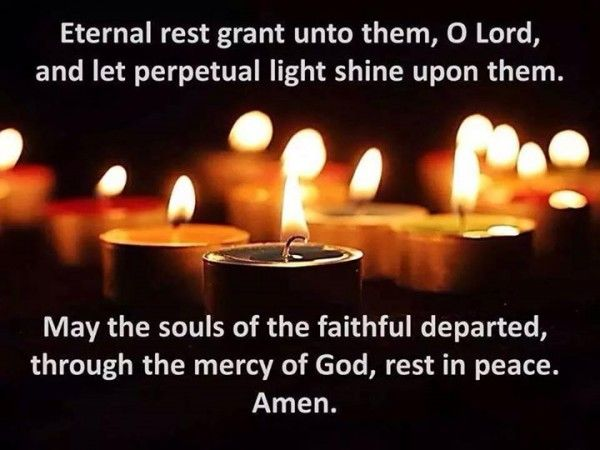 Eternal rest grant unto them, O Lord,
and let perpetual light shine upon them.
May the souls of the faithful departed,
through the mercy of God, rest in peace.
Amen.